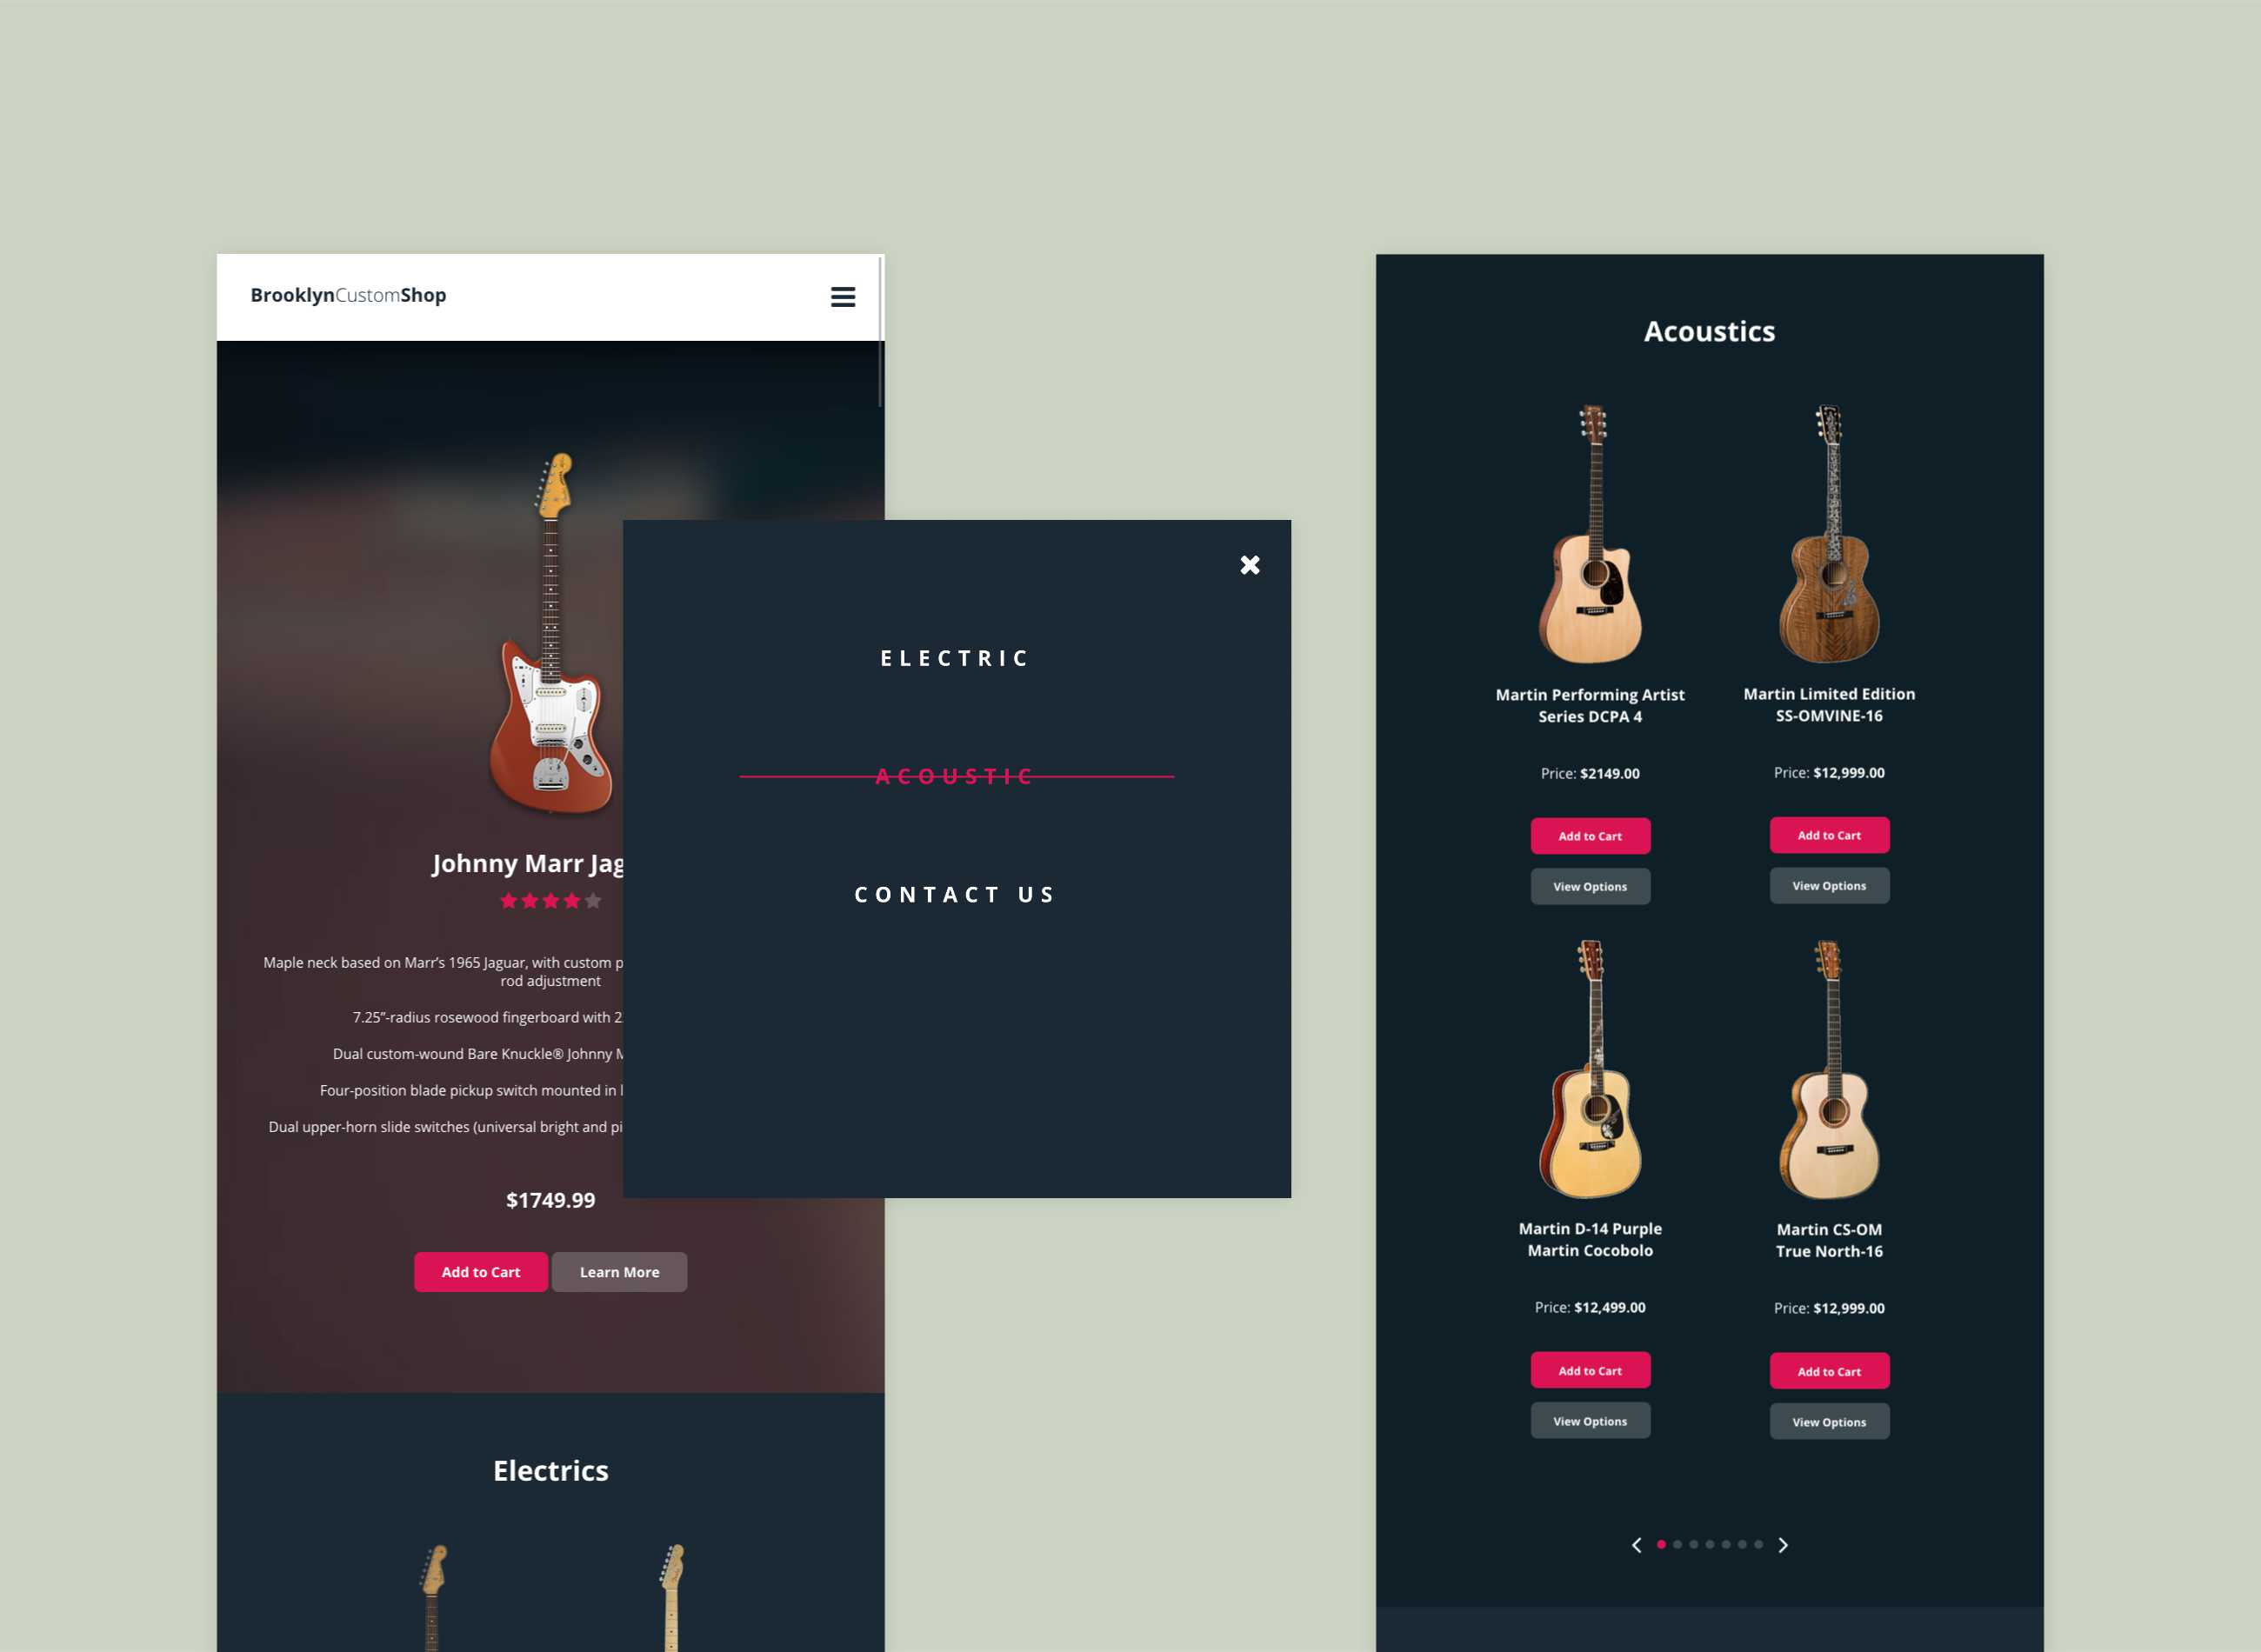 BrooklynCustomShop
Johnny Marr
Maple neck based on Marr’s 1965 Jaguar, with custom
rod adjustment
7.25”-radius rosewood fingerboard with
Dual custom-wound Bare Knuckle® Johnny
Four-position blade pickup switch mounted in
Dual upper-horn slide switches (universal bright and
$1749.99
Add to Cart Learn More
Electrics
ELECTRIC
ACOUSTIC
CONTACT US
Acoustics
Martin Performing Artist
Series DCPA 4
Price: $2149.00
Add to Cart
View Options
Martin Limited Edition
SS-OMVINE-16
Price: $12,999.00
Add to Cart
View Options
Martin D-14 Purple
Martin Cocobolo
Price: $12,499.00
Add to Cart
View Options
Martin CS-OM
True North-16
Price: $12,999.00
Add to Cart
View Options